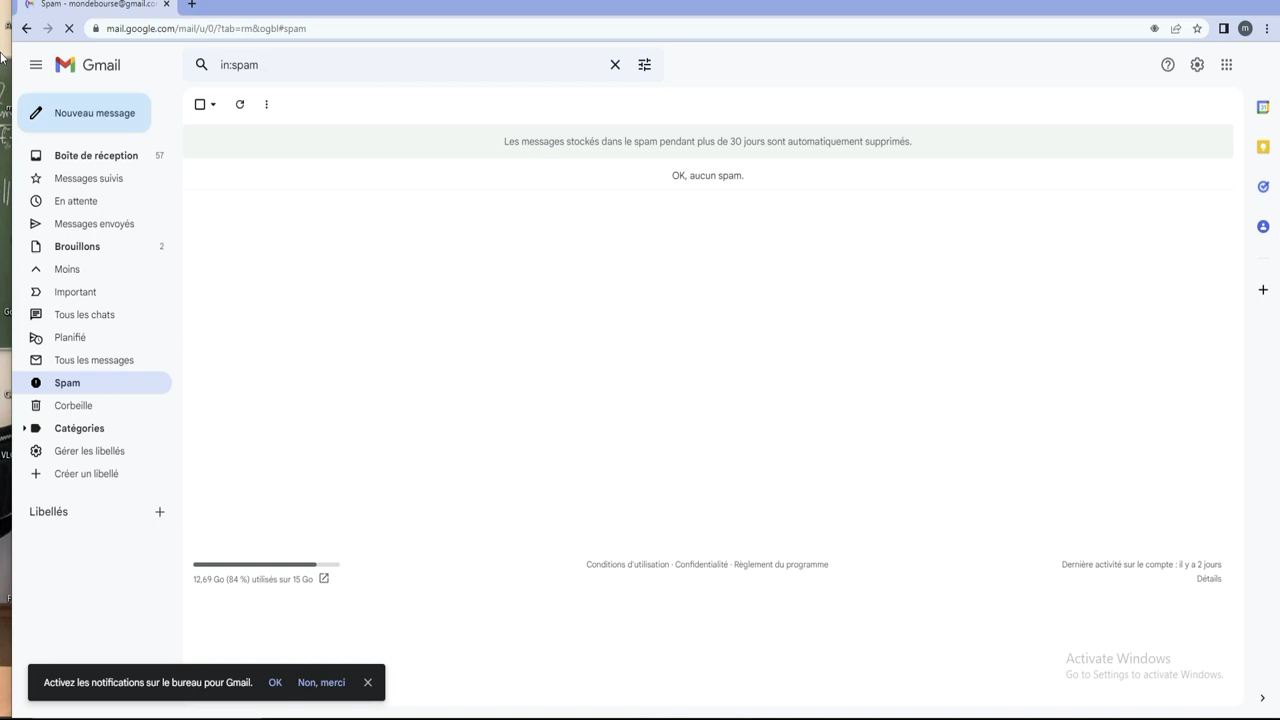 Spam - mondebourse@gmail.co
mail.google.com/mail/u/0/?tab=rm&ogbl#spam
m
Gmail
in:spam
Nouveau message
Les messages stockés dans le spam pendant plus de 30 jours sont automatiquement supprimés.
OK, aucun spam.
Boîte de réception 57
Messages suivis
En attente
Messages envoyés
Brouillons 2
Moins
Important
Tous les chats
Planifié
Tous les messages
Spam
Corbeille
Catégories
Gérer les libellés
Créer un libellé
Libellés
12,69 Go (84 %) utilisés sur 15 Go
Conditions d'utilisation · Confidentialité · Règlement du programme
Dernière activité sur le compte : il y a 2 jours
Détails
Activate Windows
Go to Settings to activate Windows.
Activez les notifications sur le bureau pour Gmail. OK Non, merci